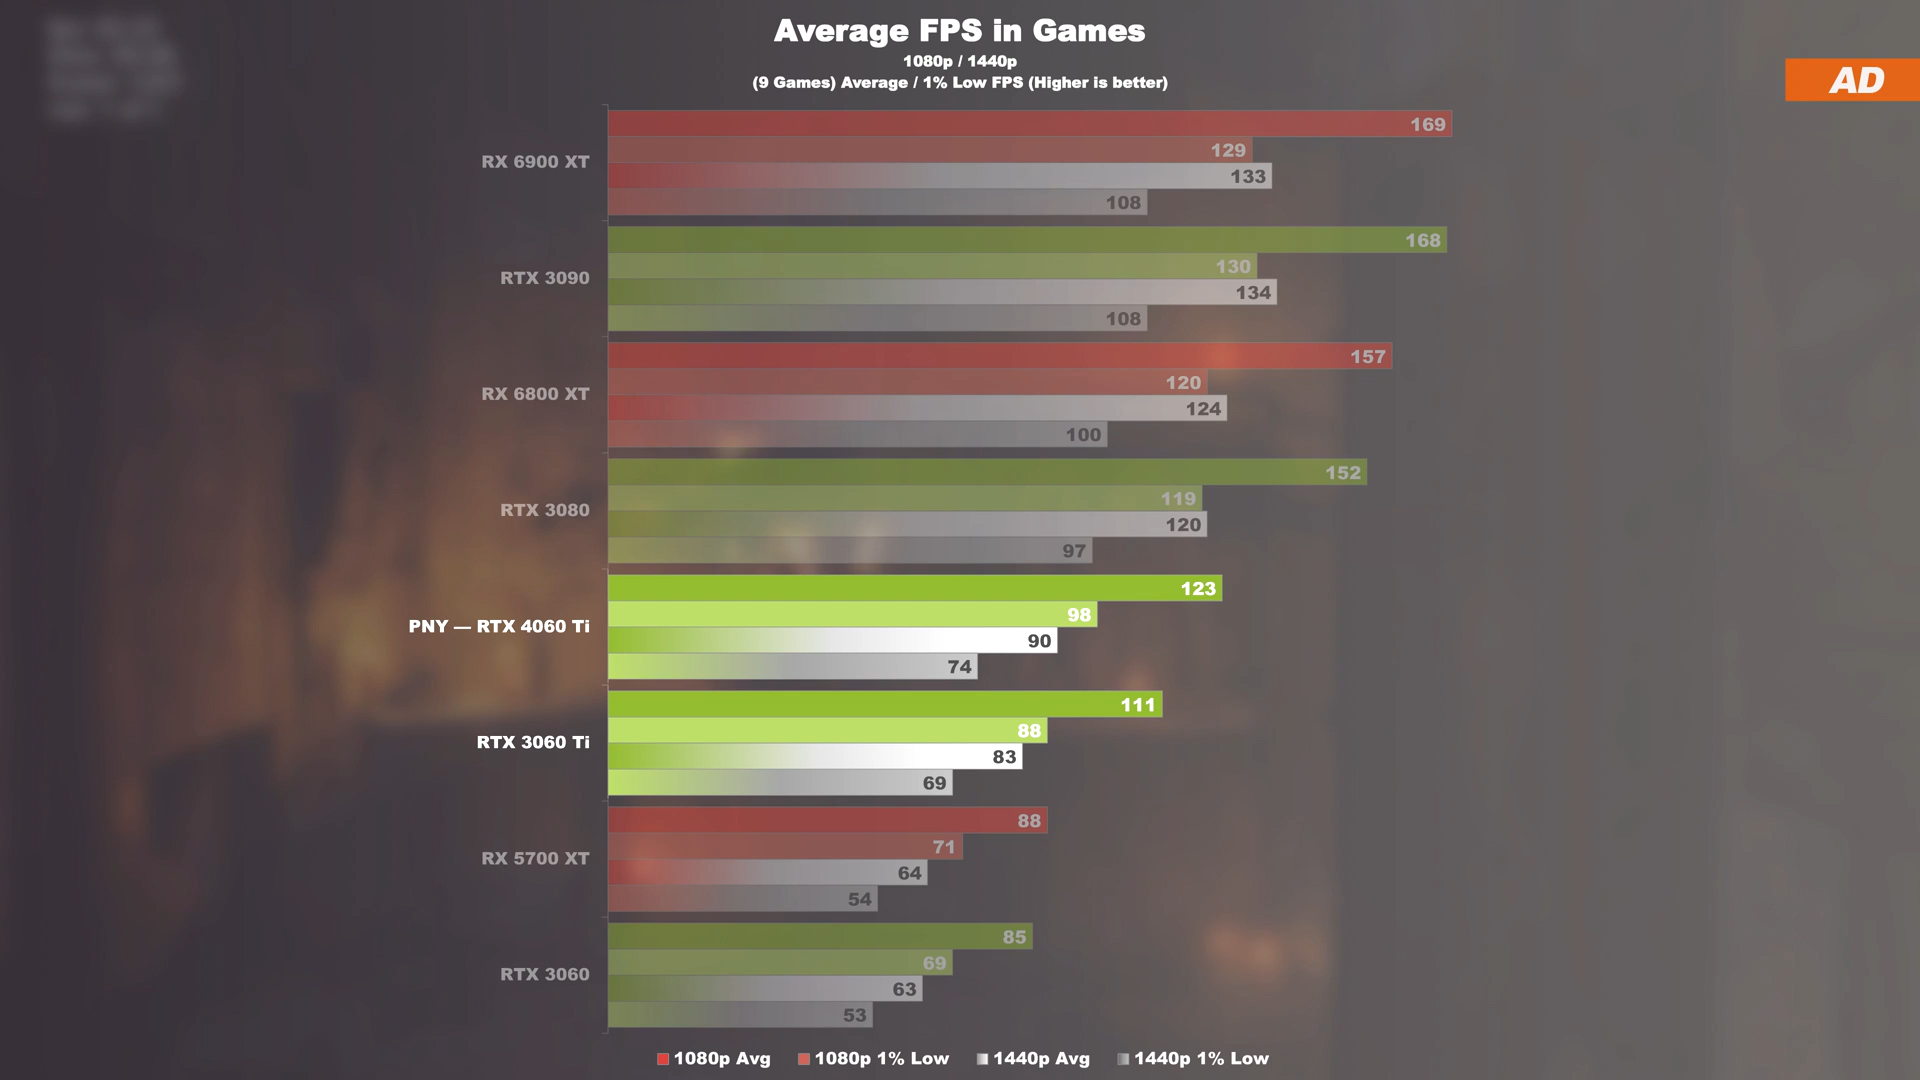 Average FPS in Games
1080p / 1440p
(9 Games) Average / 1% Low FPS (Higher is better)
AD
RX 6900 XT
169
129
133
108
RTX 3090
168
130
134
108
RX 6800 XT
157
120
124
100
RTX 3080
152
119
120
97
PNY — RTX 4060 Ti
123
98
90
74
RTX 3060 Ti
111
88
83
69
RX 5700 XT
88
71
64
54
RTX 3060
85
69
63
53
1080p Avg 1080p 1% Low 1440p Avg 1440p 1% Low